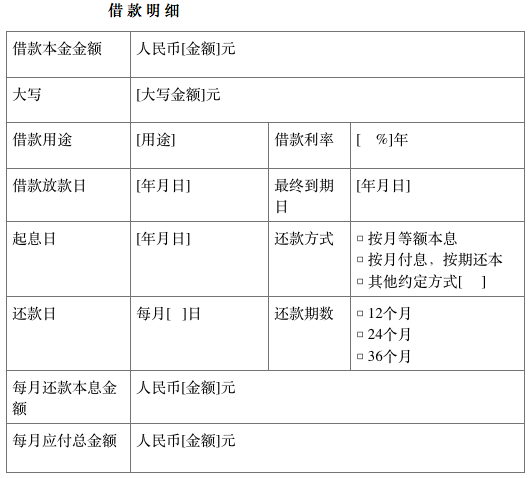 借款明细
借款本金金额 人民币[金额]元
大写 [大写金额]元
借款用途 [用途] 借款利率 [ %]年
借款放款日 [年月日] 最终到期日 [年月日]
起息日 [年月日] 还款方式 □ 按月等额本息
□ 按月付息，按期还本
□ 其他约定方式[ ]
还款日 每月[ ]日 还款期数 □ 12个月
□ 24个月
□ 36个月
每月还款本息金额 人民币[金额]元
每月应付总金额 人民币[金额]元